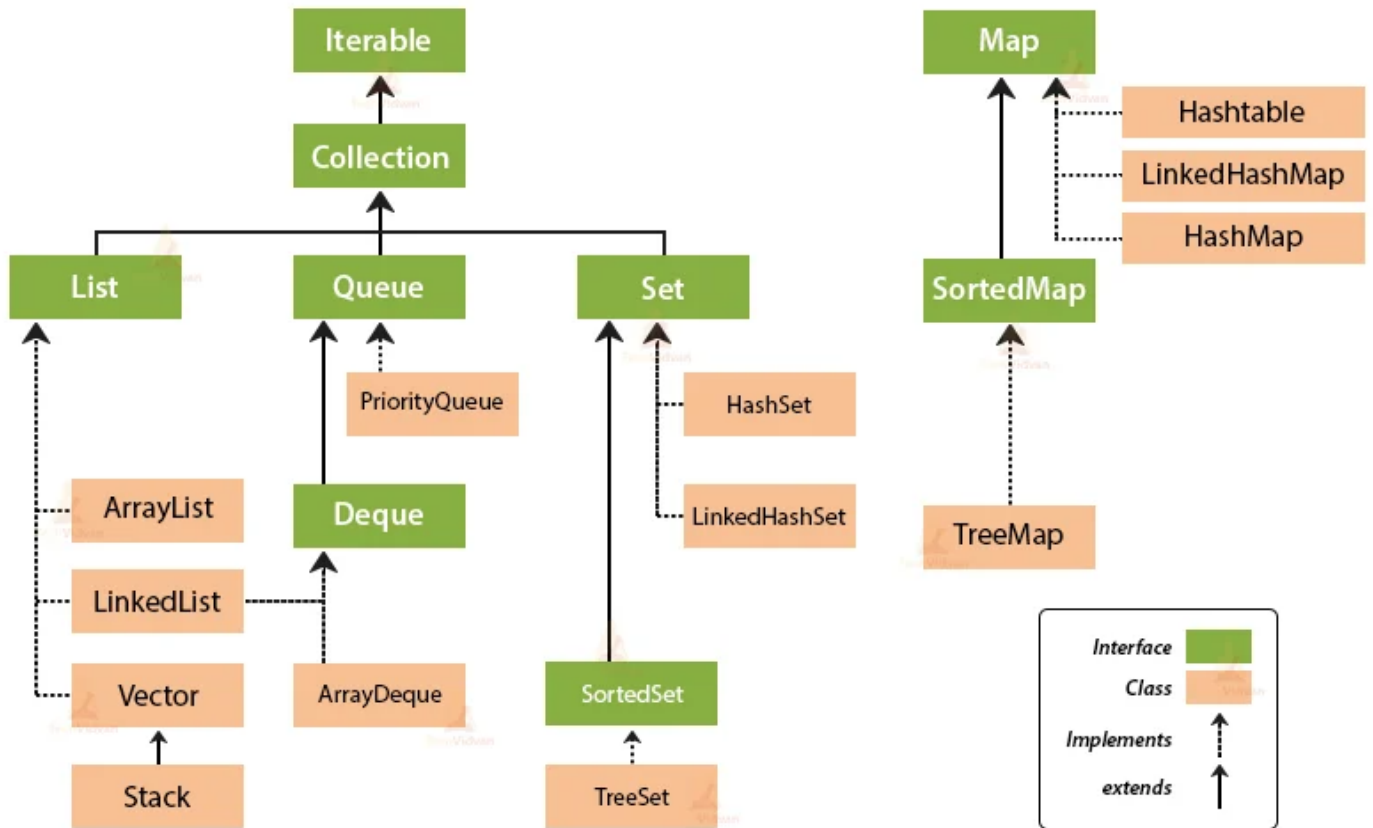 Iterable
Map
Collection
Hashtable
LinkedHashMap
HashMap
List
Queue
Set
SortedMap
PriorityQueue
HashSet
ArrayList
Deque
LinkedHashSet
TreeMap
LinkedList
Vector
ArrayDeque
SortedSet
Stack
TreeSet
Interface
Class
Implements
extends